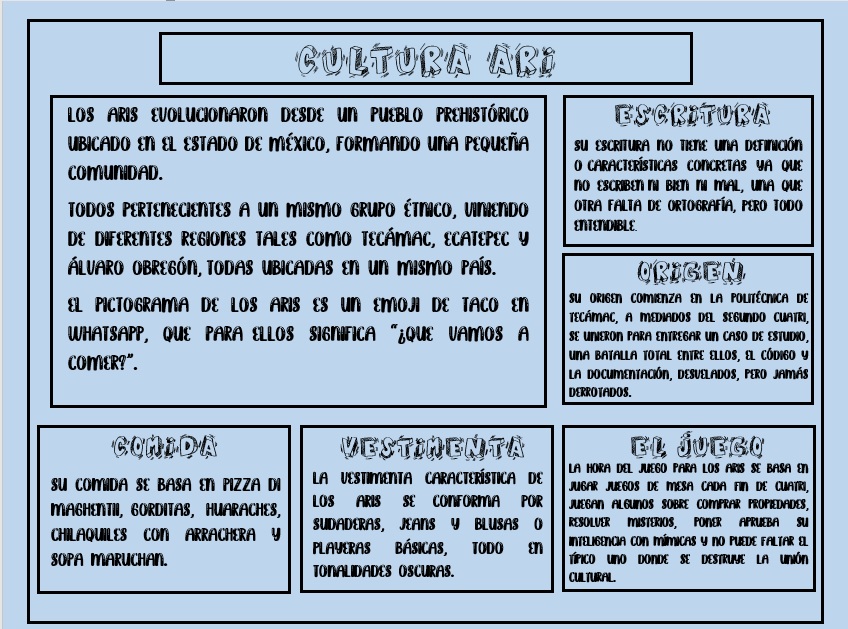 CULTURA ARI
LOS ARIS EVOLUCIONARON DESDE UN PUEBLO PREHISTÓRICO
UBICADO EN EL ESTADO DE MÉXICO, FORMANDO UNA PEQUEÑA
COMUNIDAD.
TODOS PERTENECIENTES A UN MISMO GRUPO ÉTNICO, VINIENDO
DE DIFERENTES REGIONES TALES COMO TECÁMAC, ECATEPEC Y
ÁLVARO OBREGÓN, TODAS UBICADAS EN UN MISMO PAÍS.
EL PICTOGRAMA DE LOS ARIS ES UN EMOJI DE TACO EN
WHATSAPP, QUE PARA ELLOS SIGNIFICA “¿QUE VAMOS A
COMER?”.
ESCRITURA
SU ESCRITURA NO TIENE UNA DEFINICIÓN
O CARACTERÍSTICAS CONCRETAS YA QUE
NO ESCRIBEN NI BIEN NI MAL, UNA QUE
OTRA FALTA DE ORTOGRAFÍA, PERO TODO
ENTENDIBLE.
ORIGEN
SU ORIGEN COMIENZA EN LA POLITÉCNICA DE
TECÁMAC, A MEDIADOS DEL SEGUNDO CUATRI,
SE UNIERON PARA ENTREGAR UN CASO DE ESTUDIO,
UNA BATALLA TOTAL ENTRE ELLOS, EL CÓDIGO Y
LA DOCUMENTACIÓN, DESVELADOS, PERO JAMÁS
DERROTADOS.
COMIDA
SU COMIDA SE BASA EN PIZZA DI
MAGHENTII, GORDITAS, HUARACHES,
CHILAQUILES CON ARRACHERA Y
SOPA MARUCHAN.
VESTIMENTA
LA VESTIMENTA CARACTERÍSTICA DE
LOS ARIS SE CONFORMA POR
SUDADERAS, JEANS Y BLUSAS O
PLAYERAS BÁSICAS, TODO EN
TONALIDADES OSCURAS.
EL JUEGO
LA HORA DEL JUEGO PARA LOS ARIS SE BASA EN
JUGAR JUEGOS DE MESA CADA FIN DE CUATRI,
JUEGAN ALGUNOS SOBRE COMPRAR PROPIEDADES,
RESOLVER MISTERIOS, PONER APRUEBA SU
INTELIGENCIA CON MÍMICAS Y NO PUEDE FALTAR EL
TÍPICO UNO DONDE SE DESTRUYE LA UNIÓN
CULTURAL.